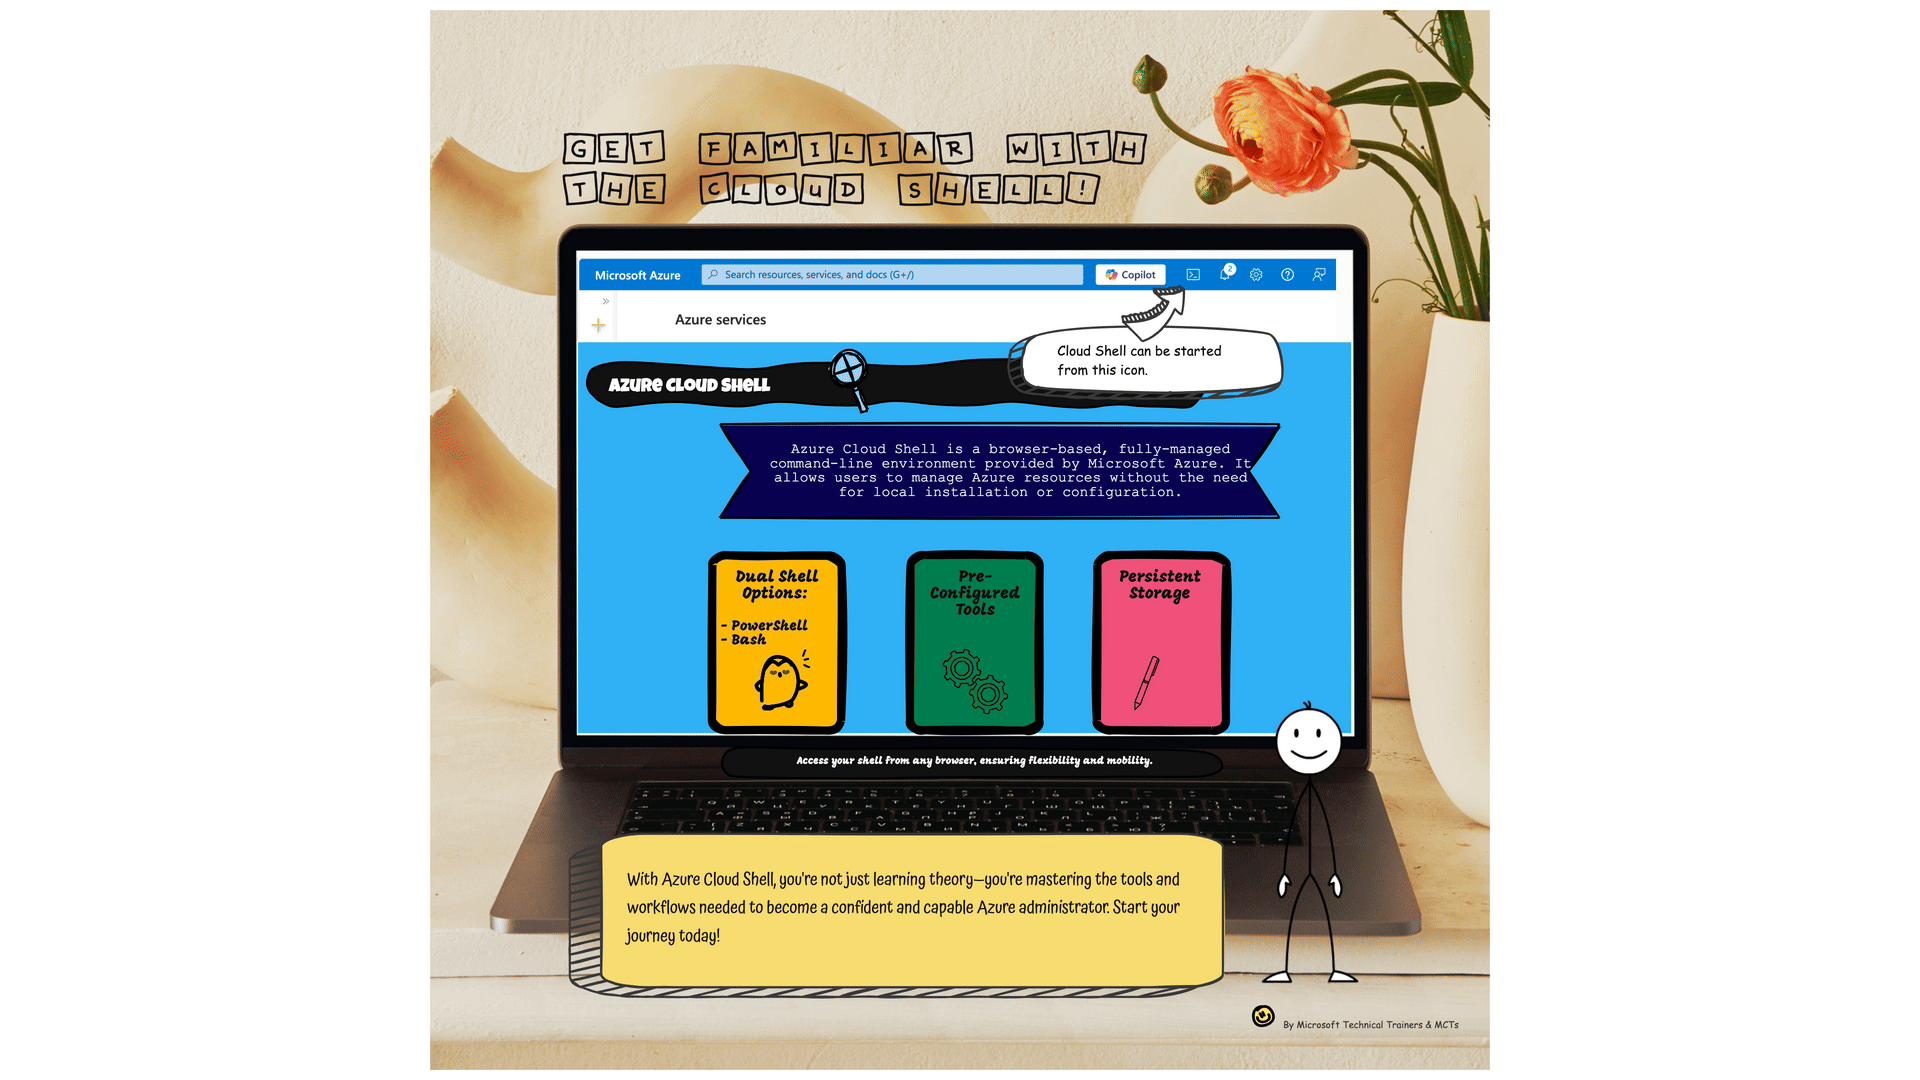 GET FAMILIAR WITH
THE CLOUD SHELL!
Microsoft Azure
Search resources, services, and docs (G+/)
Copilot
2
Azure services
Cloud Shell can be started
from this icon.
AZURE CLOUD SHELL
Azure Cloud Shell is a browser-based, fully-managed
command-line environment provided by Microsoft Azure. It
allows users to manage Azure resources without the need
for local installation or configuration.
Dual Shell
Options:
- PowerShell
- Bash
Pre-
Configured
Tools
Persistent
Storage
Access your shell from any browser, ensuring flexibility and mobility.
With Azure Cloud Shell, you're not just learning theory—you're mastering the tools and
workflows needed to become a confident and capable Azure administrator. Start your
journey today!
By Microsoft Technical Trainers & MCTs